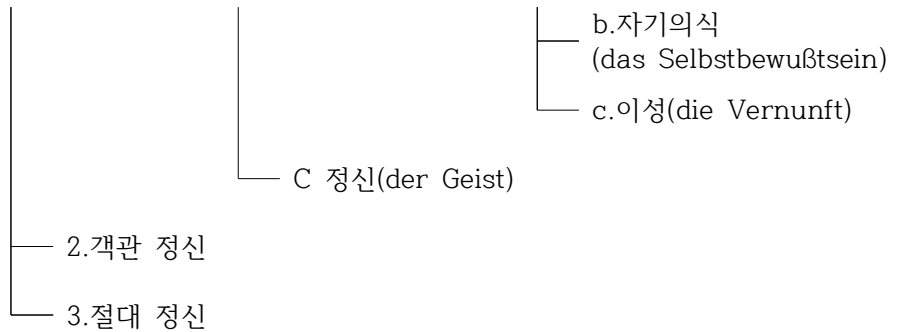 b.자기의식
(das Selbstbewußtsein)
c.이성(die Vernunft)
C 정신(der Geist)
2.객관 정신
3.절대 정신